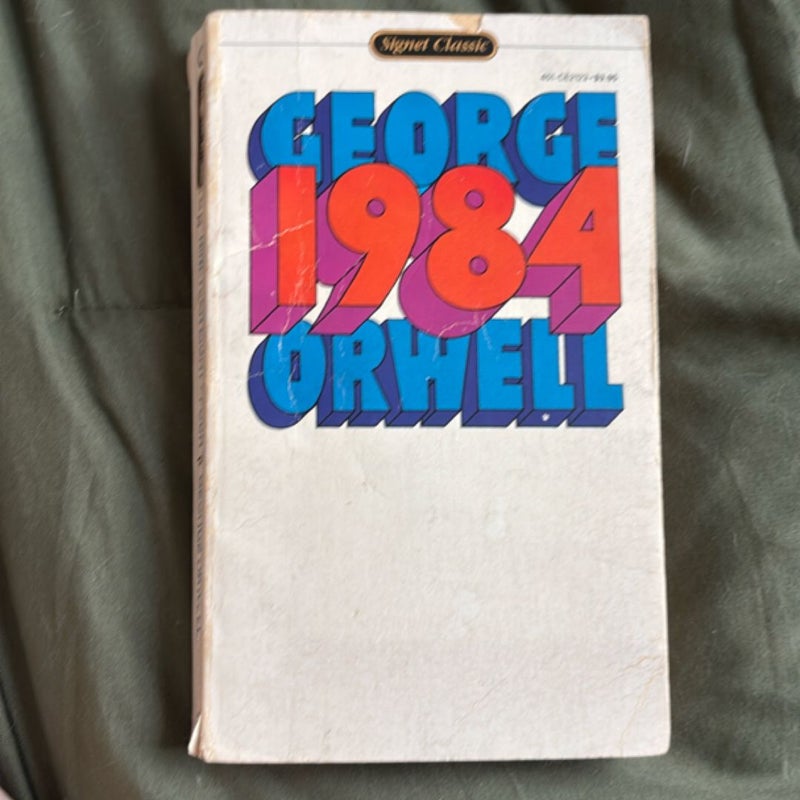 Signet Classic
GEORGE
1984
ORWELL